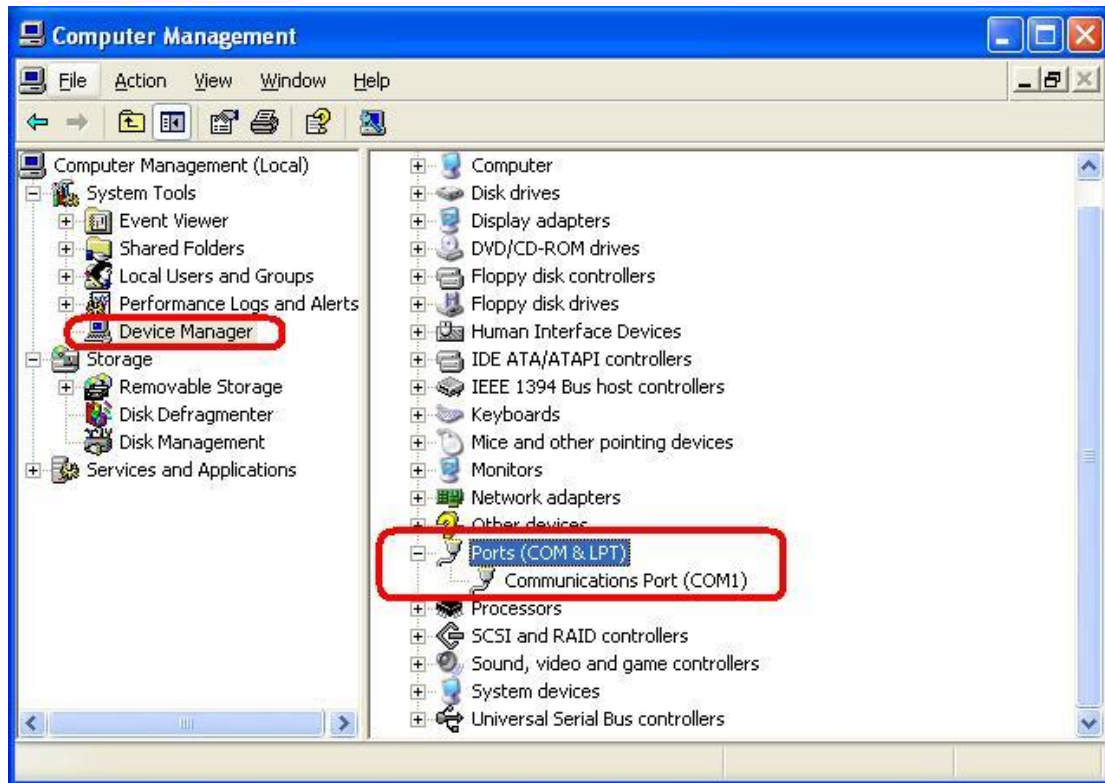 Computer Management
File Action View Window Help
Computer Management (Local)
System Tools
Event Viewer
Shared Folders
Local Users and Groups
Performance Logs and Alerts
Device Manager
Storage
Removable Storage
Disk Defragmenter
Disk Management
Services and Applications
Computer
Disk drives
Display adapters
DVD/CD-ROM drives
Floppy disk controllers
Floppy disk drives
Human Interface Devices
IDE ATA/ATAPI controllers
IEEE 1394 Bus host controllers
Keyboards
Mice and other pointing devices
Monitors
Network adapters
Other devices
Ports (COM & LPT)
Communications Port (COM1)
Processors
SCSI and RAID controllers
Sound, video and game controllers
System devices
Universal Serial Bus controllers